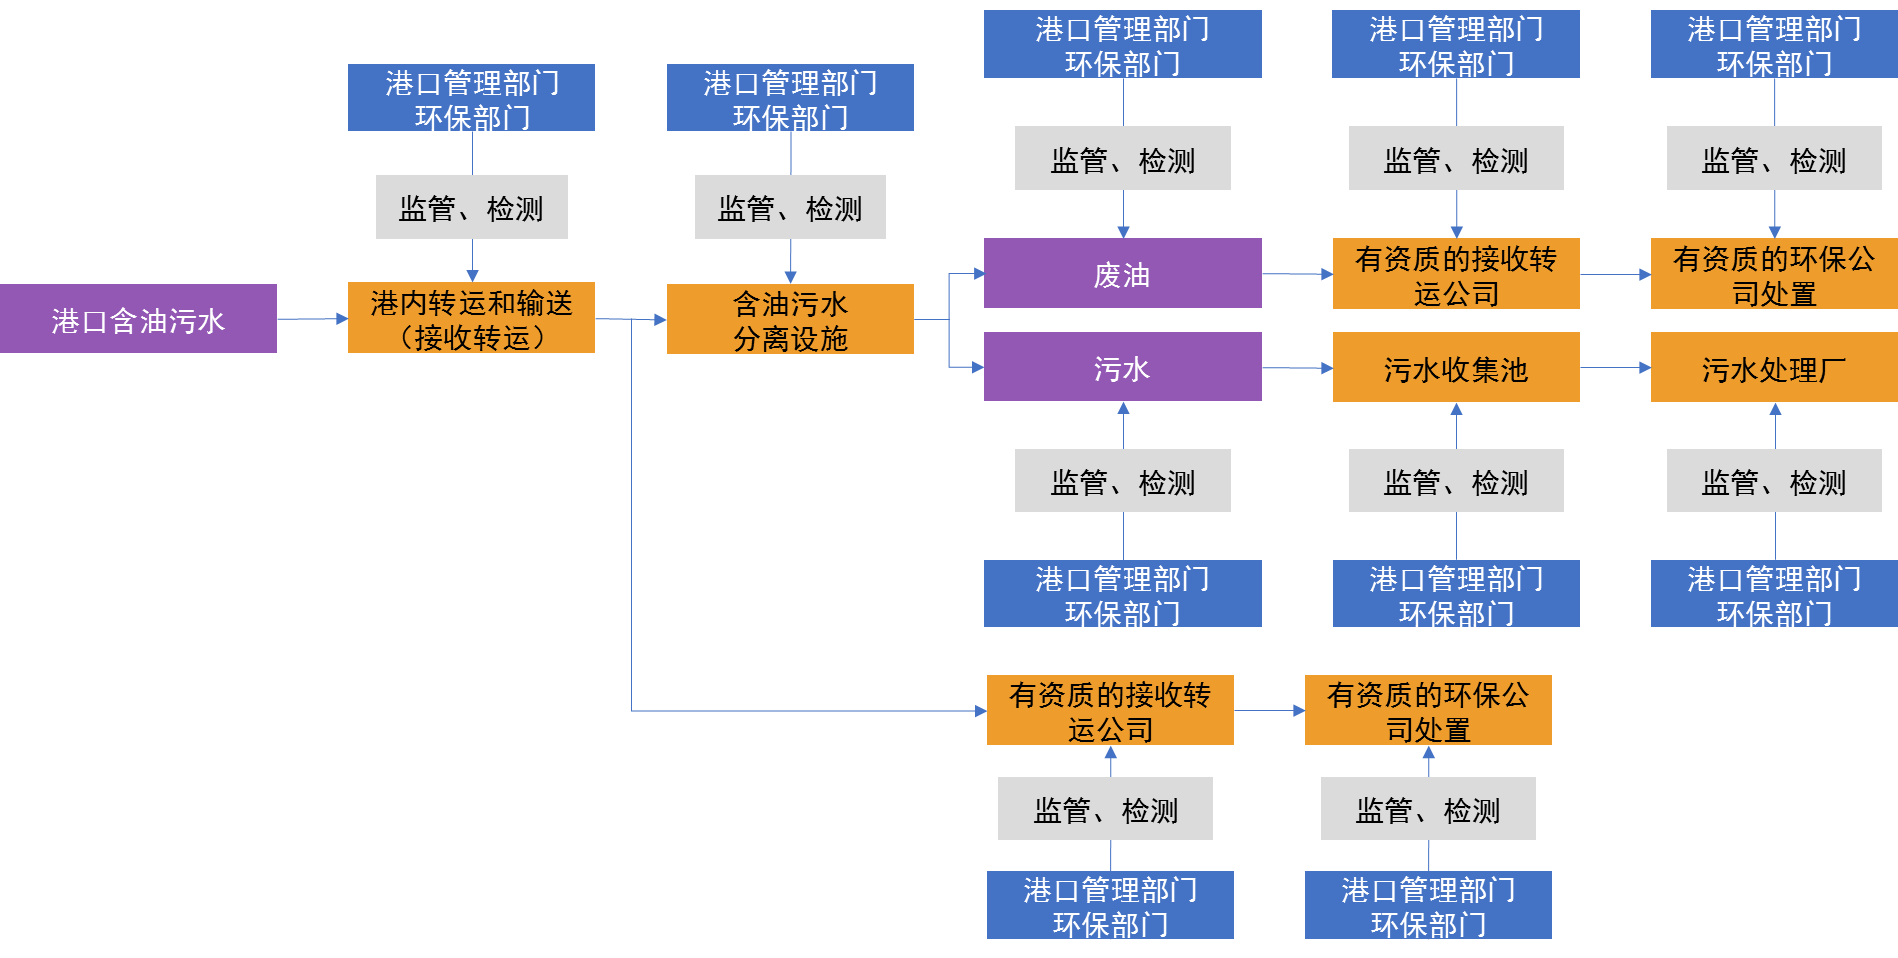 港口管理部门
环保部门
港口管理部门
环保部门
港口管理部门
环保部门
港口管理部门
环保部门
港口管理部门
环保部门
监管、检测
监管、检测
监管、检测
监管、检测
监管、检测
港口含油污水
港内转运和输送
（接收转运）
含油污水
分离设施
废油
有资质的接收转
运公司
有资质的环保公
司处置
污水
污水收集池
污水处理厂
监管、检测
监管、检测
监管、检测
港口管理部门
环保部门
港口管理部门
环保部门
港口管理部门
环保部门
有资质的接收转
运公司
有资质的环保公
司处置
监管、检测
监管、检测
港口管理部门
环保部门
港口管理部门
环保部门